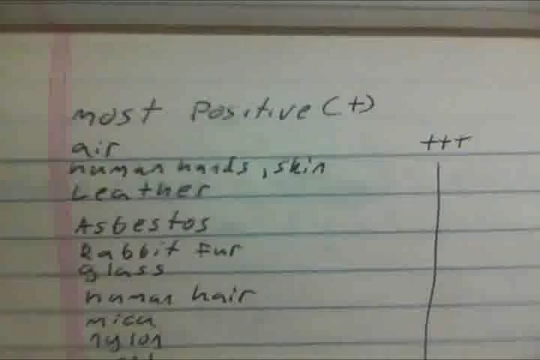 most Positive (+)
air +++
human hands, skin
Leather
Asbestos
Rabbit Fur
glass
human hair
mica
nylon